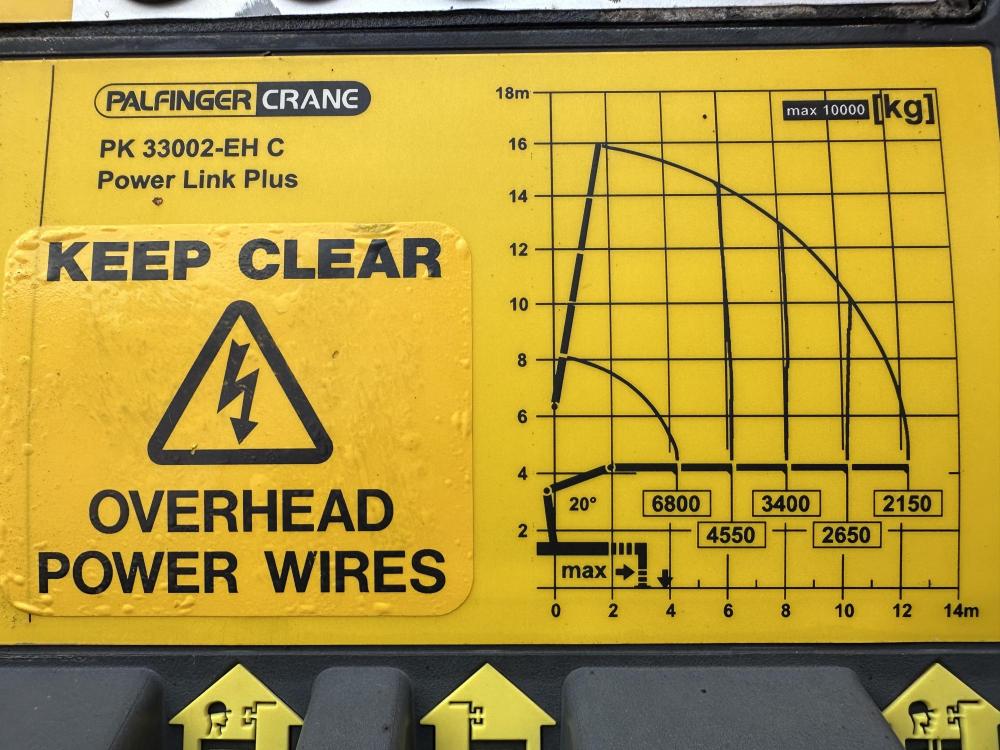 PALFINGER CRANE
PK 33002-EH C
Power Link Plus
KEEP CLEAR
OVERHEAD
POWER WIRES
max 10000 [kg]
18m
16
14
12
10
8
6
4
2
20°
6800 3400 2150
4550 2650
max
0 2 4 6 8 10 12 14m